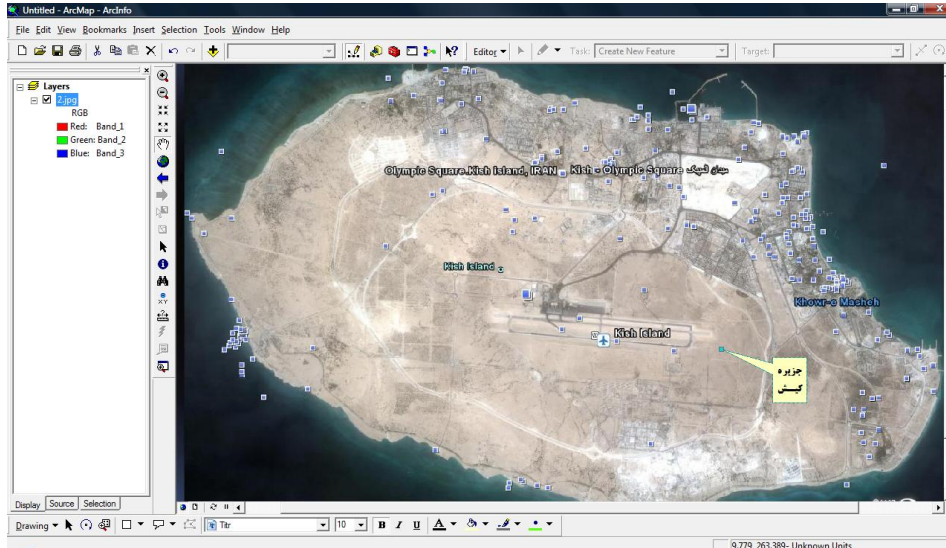 Untitled - ArcMap - ArcInfo
File Edit View Bookmarks Insert Selection Tools Window Help
Editor Task: Create New Feature Target:
Layers
2.jpg
RGB
Red: Band_1
Green: Band_2
Blue: Band_3
Olympic Square.Kish Island, IRAN
Kish - Olympic Square میدان المپیک
Kish Island
Khowr-e Masheh
Kish Island
جزیره
کیش
Display Source Selection
Drawing Titr 10 B I U A
9.779 263.389 Unknown Units